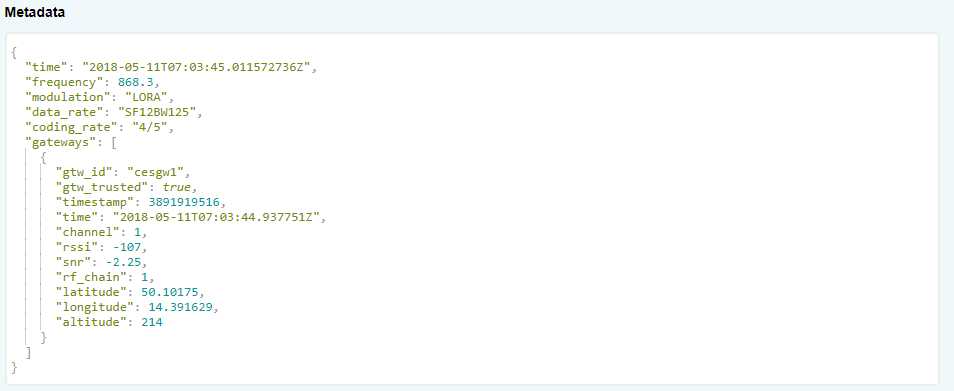 Metadata
{
"time": "2018-05-11T07:03:45.011572736Z",
"frequency": 868.3,
"modulation": "LORA",
"data_rate": "SF12BW125",
"coding_rate": "4/5",
"gateways": [
{
"gtw_id": "cesgw1",
"gtw_trusted": true,
"timestamp": 3891919516,
"time": "2018-05-11T07:03:44.937751Z",
"channel": 1,
"rssi": -107,
"snr": -2.25,
"rf_chain": 1,
"latitude": 50.10175,
"longitude": 14.391629,
"altitude": 214
}
]
}